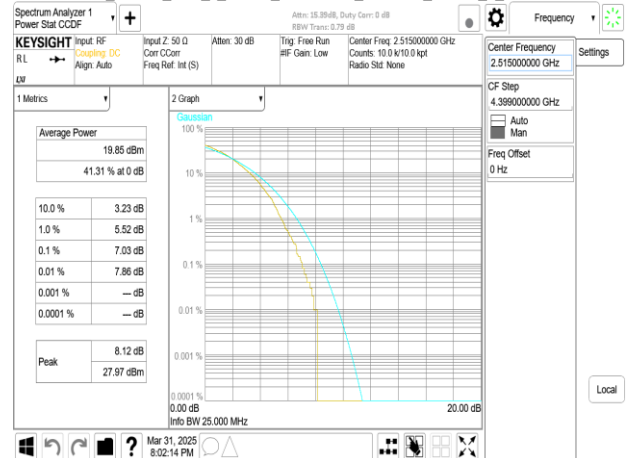 Spectrum Analyzer 1
Power Stat CCDF
Attn: 15.39dB, Duty Corr: 0 dB
RBW Trans: 0.79 dB
Frequency
KEYSIGHT
RL
Input: RF
Coupling: DC
Align: Auto
Input Z: 50 Ω
Corr CCorr
Freq Ref: Int (S)
Atten: 30 dB
Trig: Free Run
#IF Gain: Low
Center Freq: 2.515000000 GHz
Counts: 10.0 k/10.0 kpt
Radio Std: None
LXI
1 Metrics
Average Power
19.85 dBm
41.31 % at 0 dB
10.0 % 3.23 dB
1.0 % 5.52 dB
0.1 % 7.03 dB
0.01 % 7.86 dB
0.001 % --- dB
0.0001 % --- dB
Peak
8.12 dB
27.97 dBm
2 Graph
Gaussian
100 %
10 %
1 %
0.1 %
0.01 %
0.001 %
0.0001 %
0.00 dB 20.00 dB
Info BW 25.000 MHz
Center Frequency
2.515000000 GHz
CF Step
4.399000000 GHz
Auto
Man
Freq Offset
0 Hz
Settings
Local
?
Mar 31, 2025
8:02:14 PM